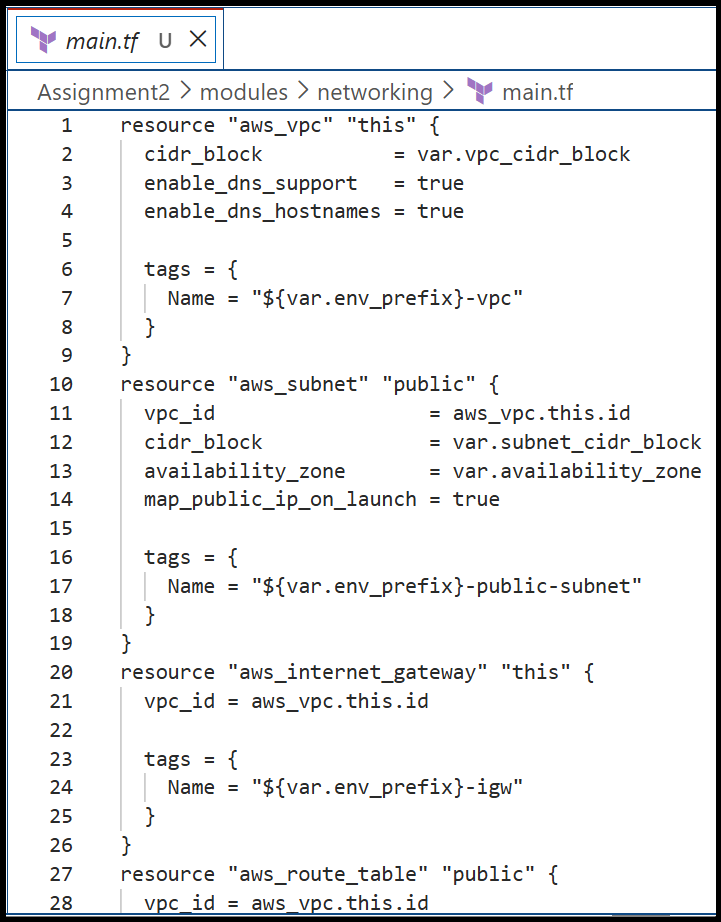 main.tf U ×
Assignment2 > modules > networking > main.tf
1 resource "aws_vpc" "this" {
2   cidr_block           = var.vpc_cidr_block
3   enable_dns_support   = true
4   enable_dns_hostnames = true
5
6   tags = {
7     Name = "${var.env_prefix}-vpc"
8   }
9 }
10 resource "aws_subnet" "public" {
11   vpc_id                  = aws_vpc.this.id
12   cidr_block              = var.subnet_cidr_block
13   availability_zone       = var.availability_zone
14   map_public_ip_on_launch = true
15
16   tags = {
17     Name = "${var.env_prefix}-public-subnet"
18   }
19 }
20 resource "aws_internet_gateway" "this" {
21   vpc_id = aws_vpc.this.id
22
23   tags = {
24     Name = "${var.env_prefix}-igw"
25   }
26 }
27 resource "aws_route_table" "public" {
28   vpc_id = aws_vpc.this.id